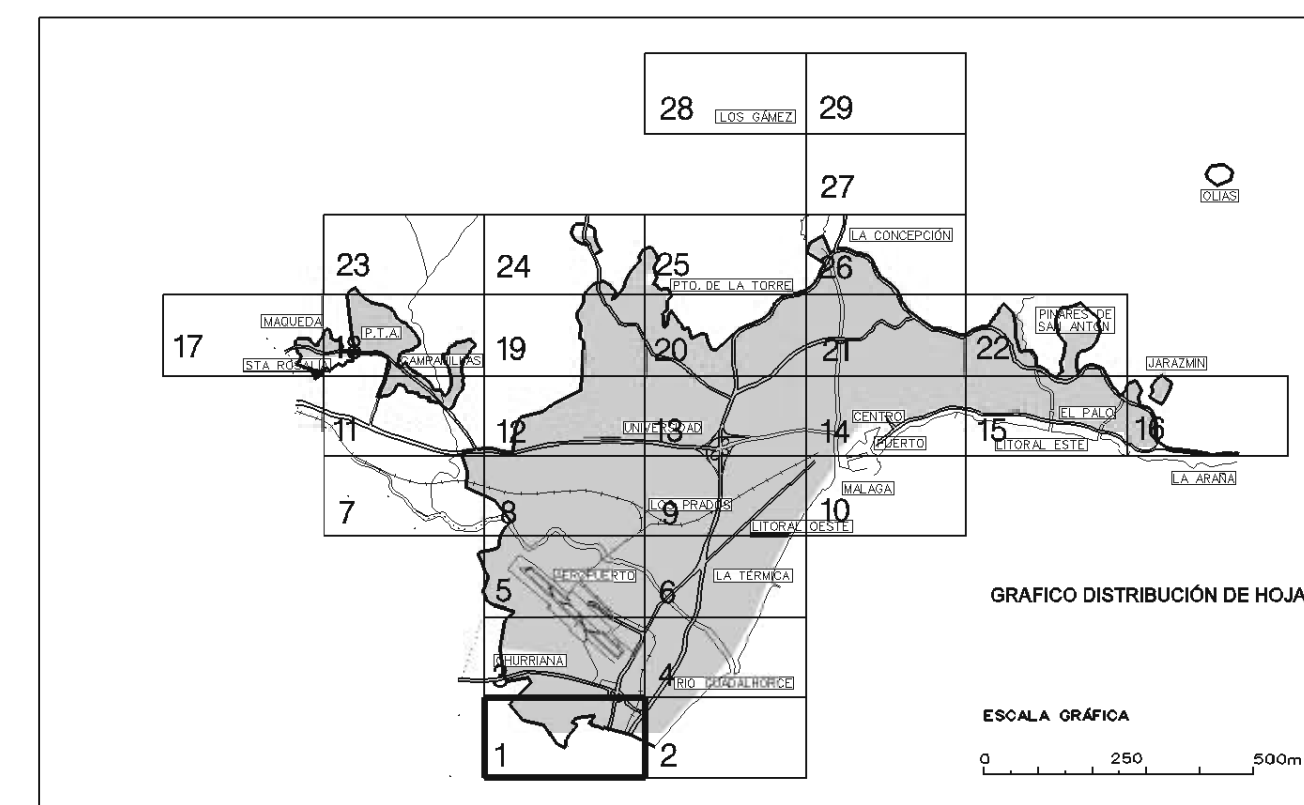 28 LOS GÁMEZ 29
27
OLIAS
LA CONCEPCIÓN
23 24 25 26
PTO. DE LA TORRE
MAQUEDA
P.T.A.
PINARES DE
SAN ANTÓN
17 18 19 20 21 22
STA ROSALIA
CAMPANILLAS
JARAZMIN
CENTRO
EL PALO
11 12 UNIVERSIDAD 13 14 15 16
PUERTO
LITORAL ESTE
LA ARAÑA
MALAGA
7 8 LOS PRADOS 9 10
LITORAL OESTE
AEROPUERTO
LA TÉRMICA
5 6
GRAFICO DISTRIBUCIÓN DE HOJA
CHURRIANA
3 4 RIO GUADALHORCE
ESCALA GRÁFICA
1 2
0 250 500m